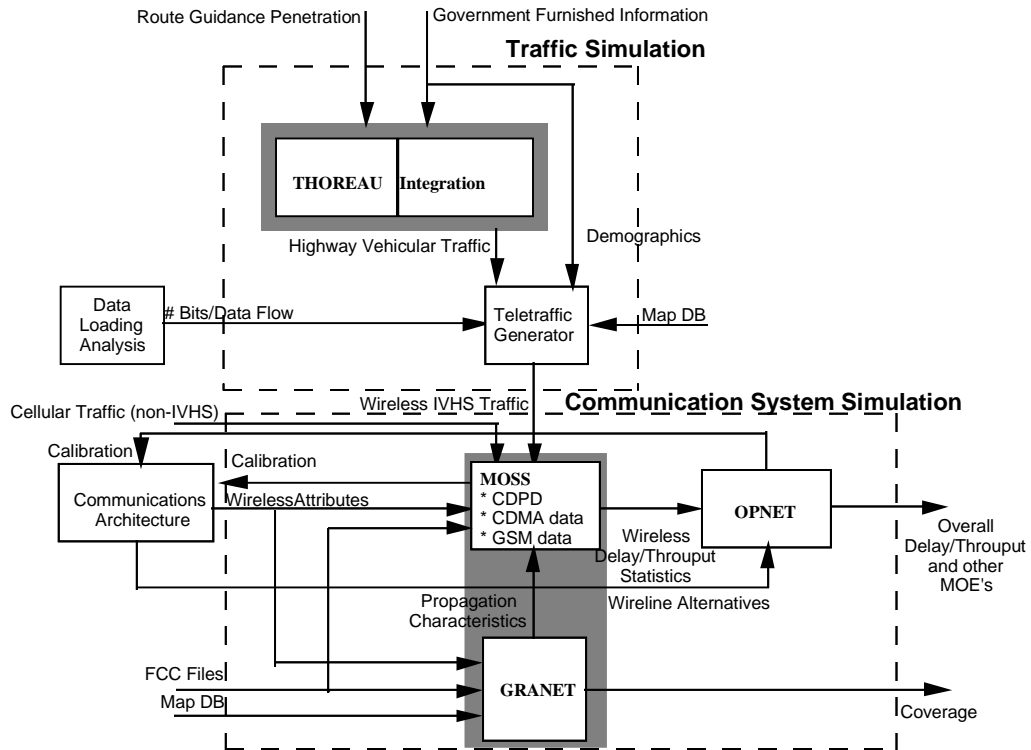 Route Guidance Penetration
Government Furnished Information
Traffic Simulation
THOREAU
Integration
Highway Vehicular Traffic
Demographics
Data
Loading
Analysis
# Bits/Data Flow
Teletraffic
Generator
Map DB
Wireless IVHS Traffic
Communication System Simulation
Cellular Traffic (non-IVHS)
Calibration
Calibration
Communications
Architecture
WirelessAttributes
MOSS
* CDPD
* CDMA data
* GSM data
OPNET
Wireless
Delay/Throuput
Statistics
Overall
Delay/Throuput
and other
MOE's
Wireline Alternatives
Propagation
Characteristics
FCC Files
Map DB
GRANET
Coverage